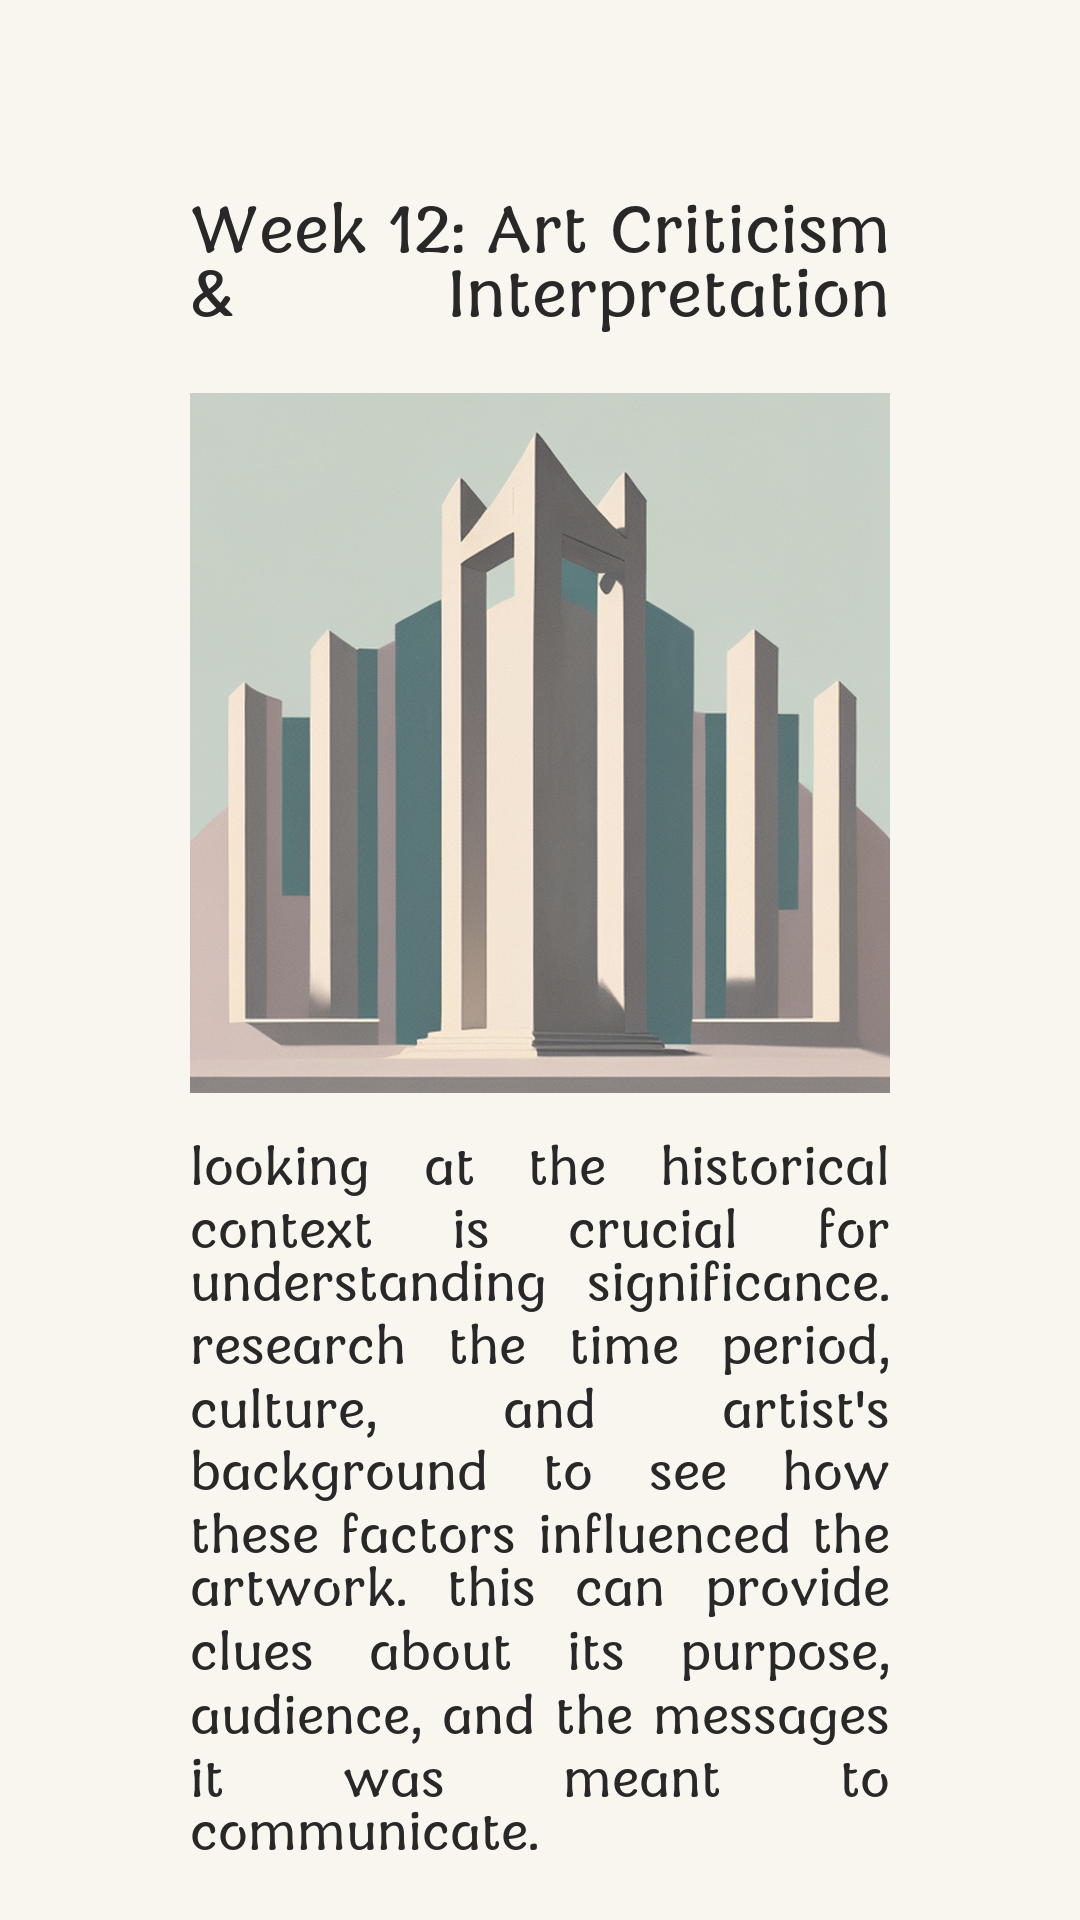 Week 12: Art Criticism
& Interpretation
looking at the historical
context is crucial for
understanding significance.
research the time period,
culture, and artist's
background to see how
these factors influenced the
artwork. this can provide
clues about its purpose,
audience, and the messages
it was meant to
communicate.